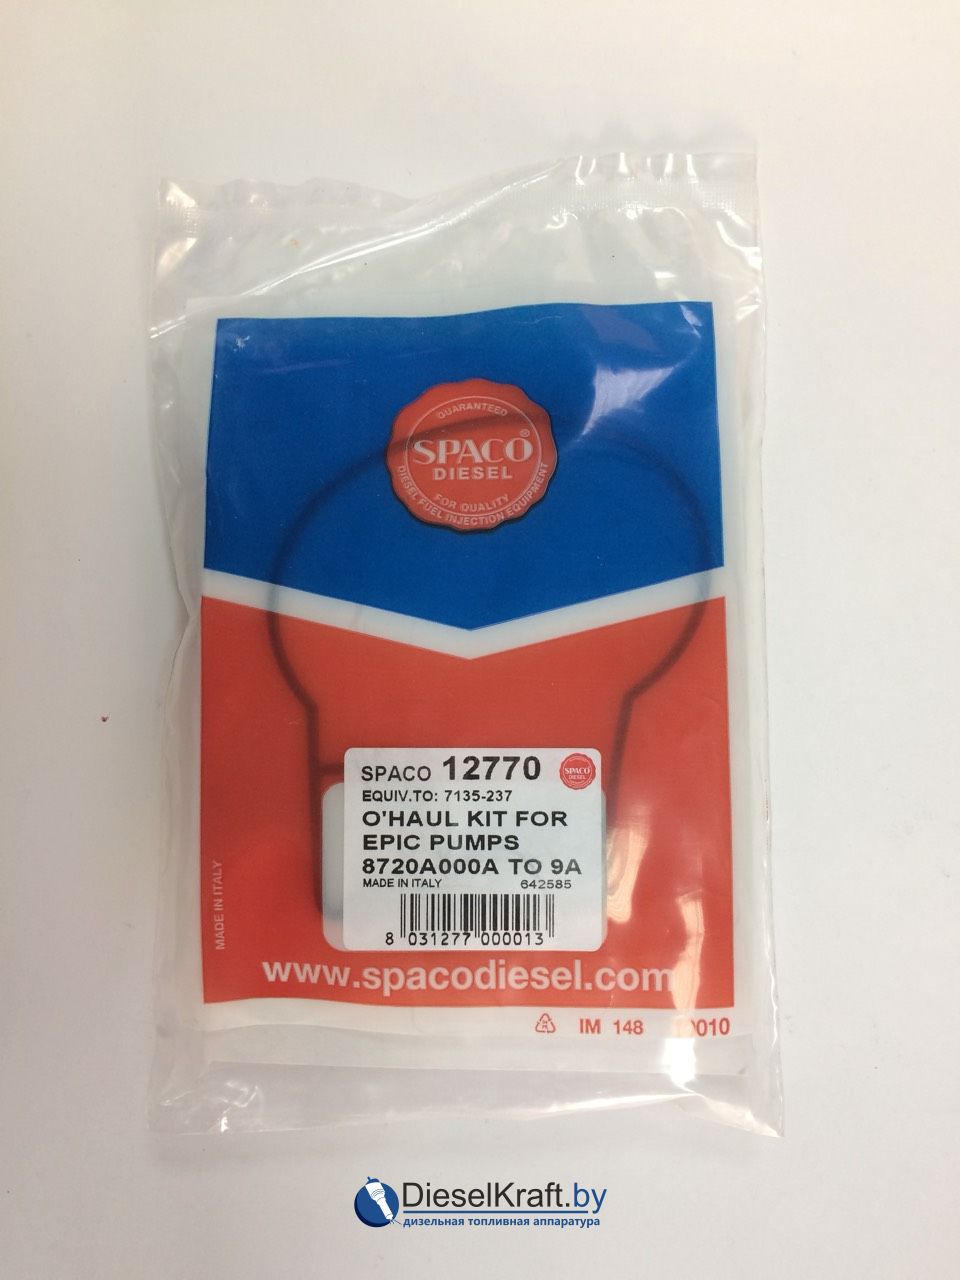 GUARANTEED
SPACO®
DIESEL
FOR QUALITY
DIESEL FUEL INJECTION EQUIPMENT
SPACO 12770
SPACO
DIESEL
EQUIV.TO: 7135-237
O'HAUL KIT FOR
EPIC PUMPS
8720A000A TO 9A
MADE IN ITALY 642585
8 031277 000013
MADE IN ITALY
www.spacodiesel.com
IM 148
DieselKraft.by
дизельная топливная аппаратура